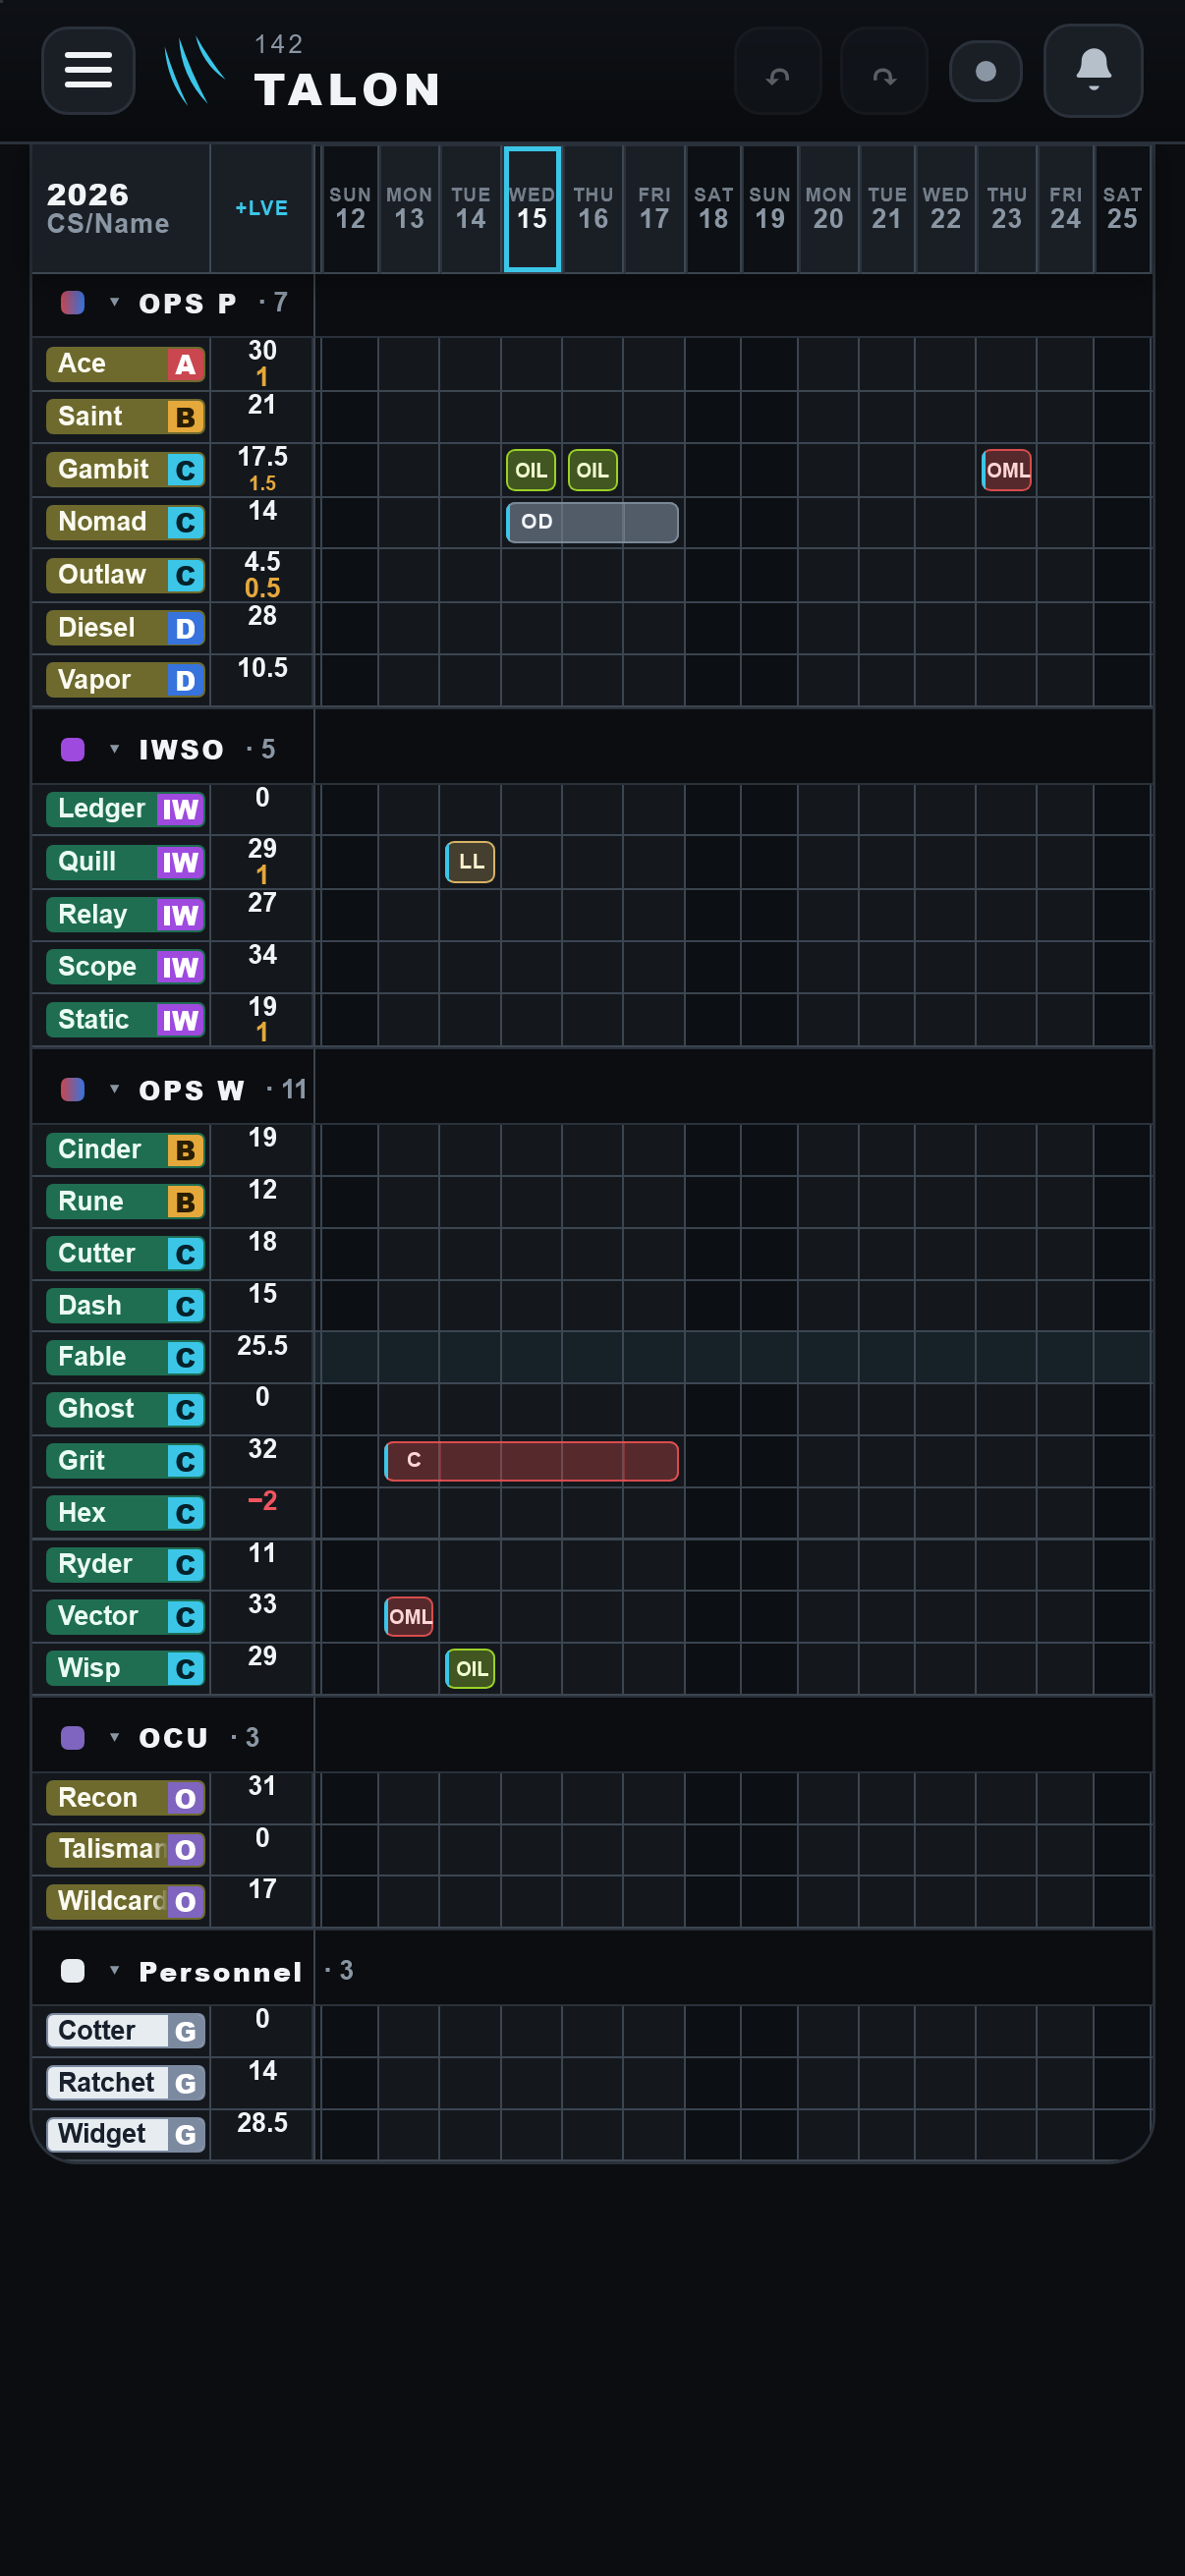 142
TALON
2026
CS/Name
+LVE
SUN 12
MON 13
TUE 14
WED 15
THU 16
FRI 17
SAT 18
SUN 19
MON 20
TUE 21
WED 22
THU 23
FRI 24
SAT 25
OPS P · 7
Ace A 30 1
Saint B 21
Gambit C 17.5 1.5 OIL OIL OML
Nomad C 14 OD
Outlaw C 4.5 0.5
Diesel D 28
Vapor D 10.5
IWSO · 5
Ledger IW 0
Quill IW 29 1 LL
Relay IW 27
Scope IW 34
Static IW 19 1
OPS W · 11
Cinder B 19
Rune B 12
Cutter C 18
Dash C 15
Fable C 25.5
Ghost C 0
Grit C 32 C
Hex C −2
Ryder C 11
Vector C 33 OML
Wisp C 29 OIL
OCU · 3
Recon O 31
Talisman O 0
Wildcard O 17
Personnel · 3
Cotter G 0
Ratchet G 14
Widget G 28.5